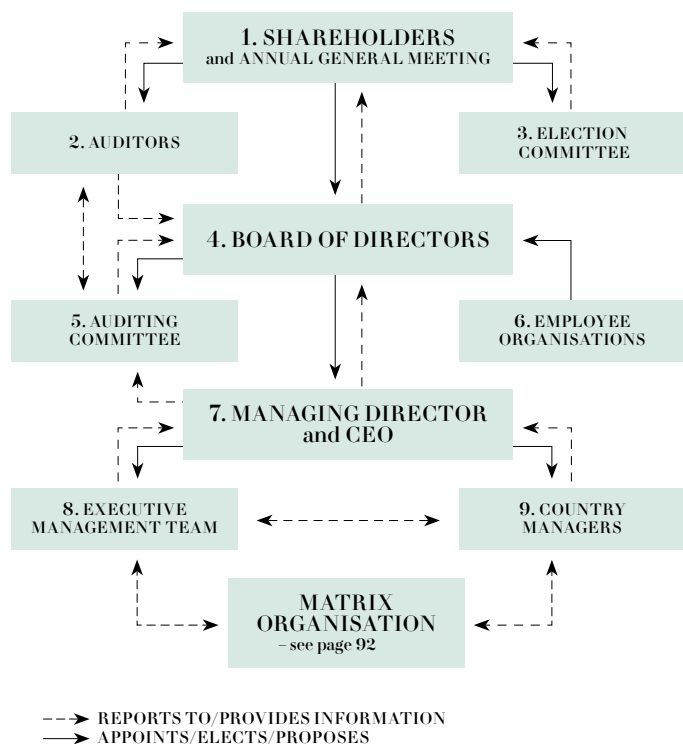 1. SHAREHOLDERS
and ANNUAL GENERAL MEETING
2. AUDITORS
3. ELECTION
COMMITTEE
4. BOARD OF DIRECTORS
5. AUDITING
COMMITTEE
6. EMPLOYEE
ORGANISATIONS
7. MANAGING DIRECTOR
and CEO
8. EXECUTIVE
MANAGEMENT TEAM
9. COUNTRY
MANAGERS
MATRIX
ORGANISATION
– see page 92
REPORTS TO/PROVIDES INFORMATION
APPOINTS/ELECTS/PROPOSES